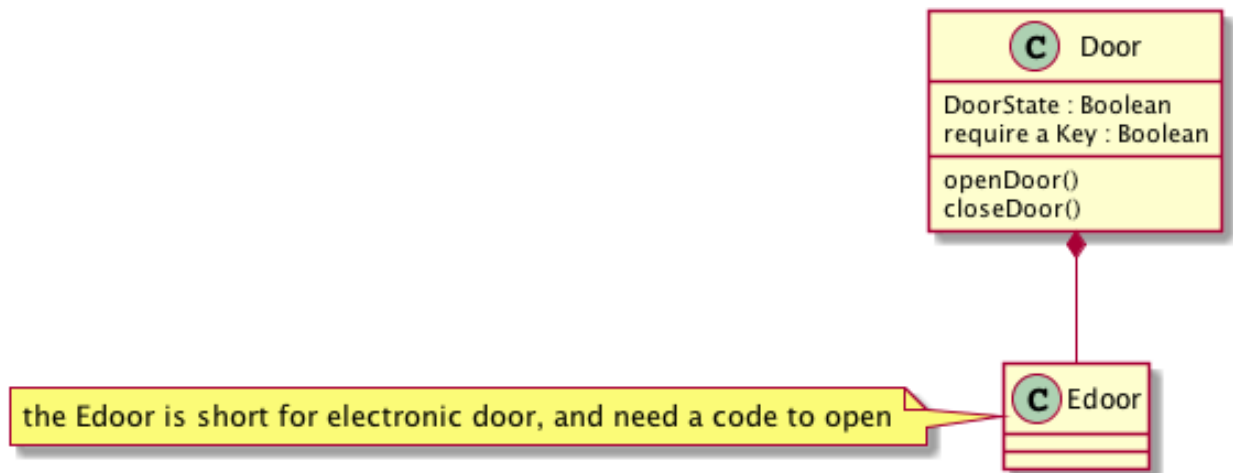 C Door
DoorState : Boolean
require a Key : Boolean
openDoor()
closeDoor()
the Edoor is short for electronic door, and need a code to open
C Edoor